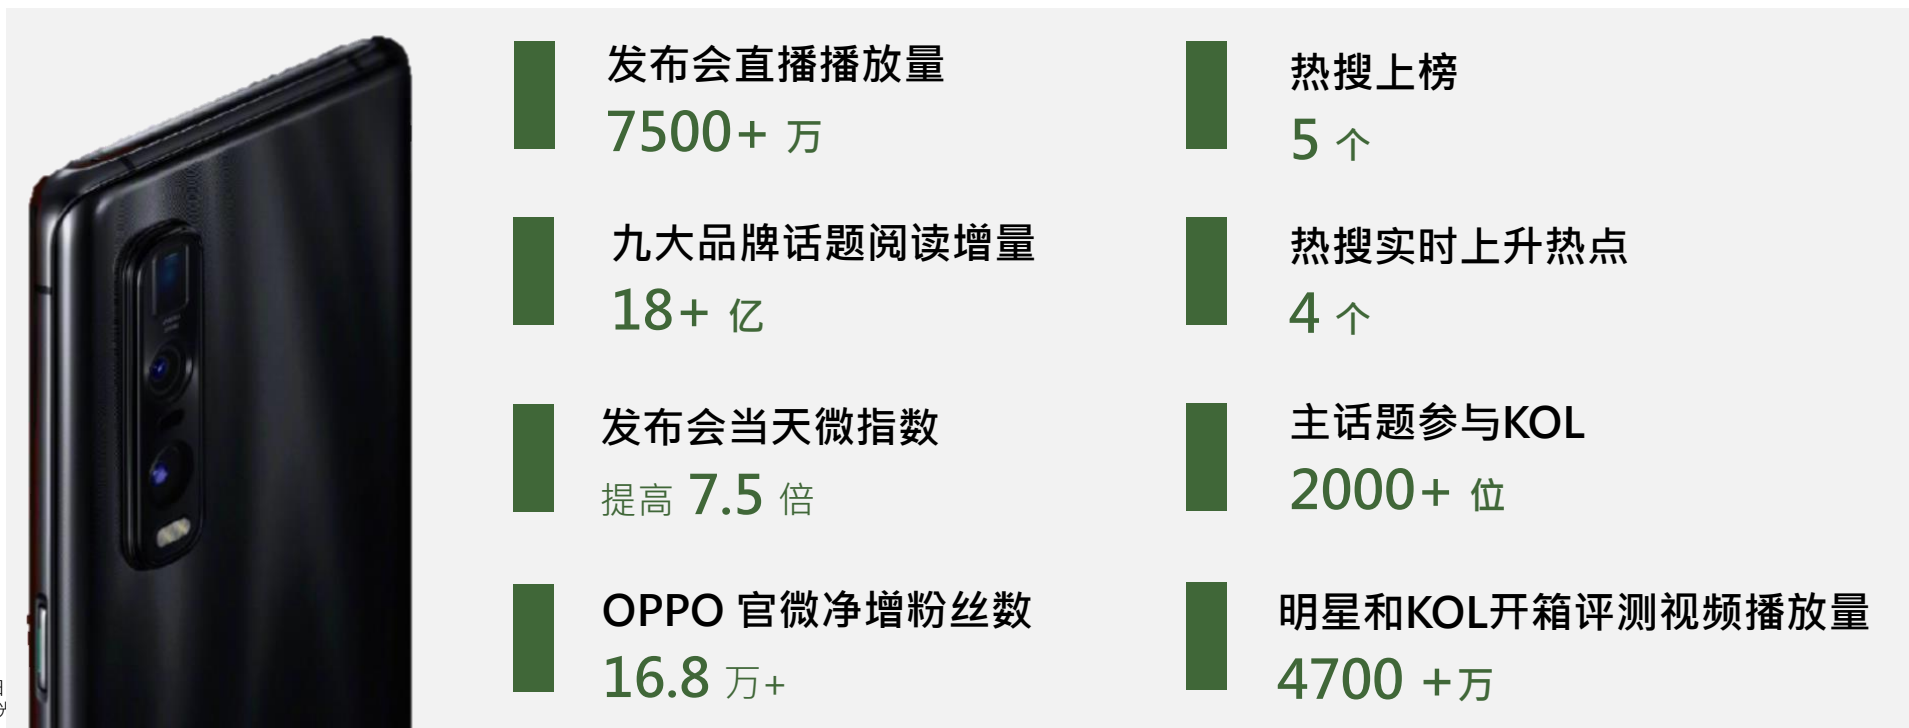 发布会直播播放量
7500+ 万
九大品牌话题阅读增量
18+ 亿
发布会当天微指数
提高 7.5 倍
OPPO 官微净增粉丝数
16.8 万+
热搜上榜
5 个
热搜实时上升热点
4 个
主话题参与KOL
2000+ 位
明星和KOL开箱评测视频播放量
4700 +万